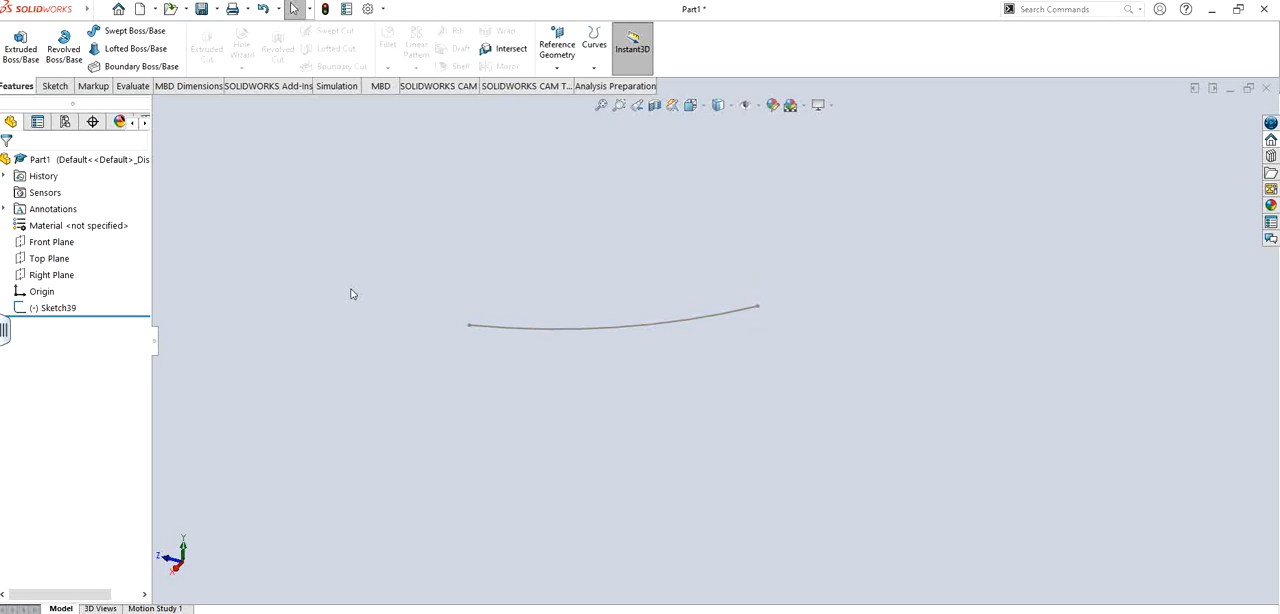 SOLIDWORKS
Part1 *
Search Commands
Extruded Boss/Base
Revolved Boss/Base
Swept Boss/Base
Lofted Boss/Base
Boundary Boss/Base
Extruded Cut
Hole Wizard
Revolved Cut
Swept Cut
Lofted Cut
Boundary Cut
Fillet
Linear Pattern
Rib
Draft
Shell
Wrap
Intersect
Mirror
Reference Geometry
Curves
Instant3D
Features
Sketch
Markup
Evaluate
MBD Dimensions
SOLIDWORKS Add-Ins
Simulation
MBD
SOLIDWORKS CAM
SOLIDWORKS CAM T...
Analysis Preparation
Part1 (Default<<Default>_Dis
History
Sensors
Annotations
Material <not specified>
Front Plane
Top Plane
Right Plane
Origin
(-) Sketch39
Y
Z
X
Model
3D Views
Motion Study 1